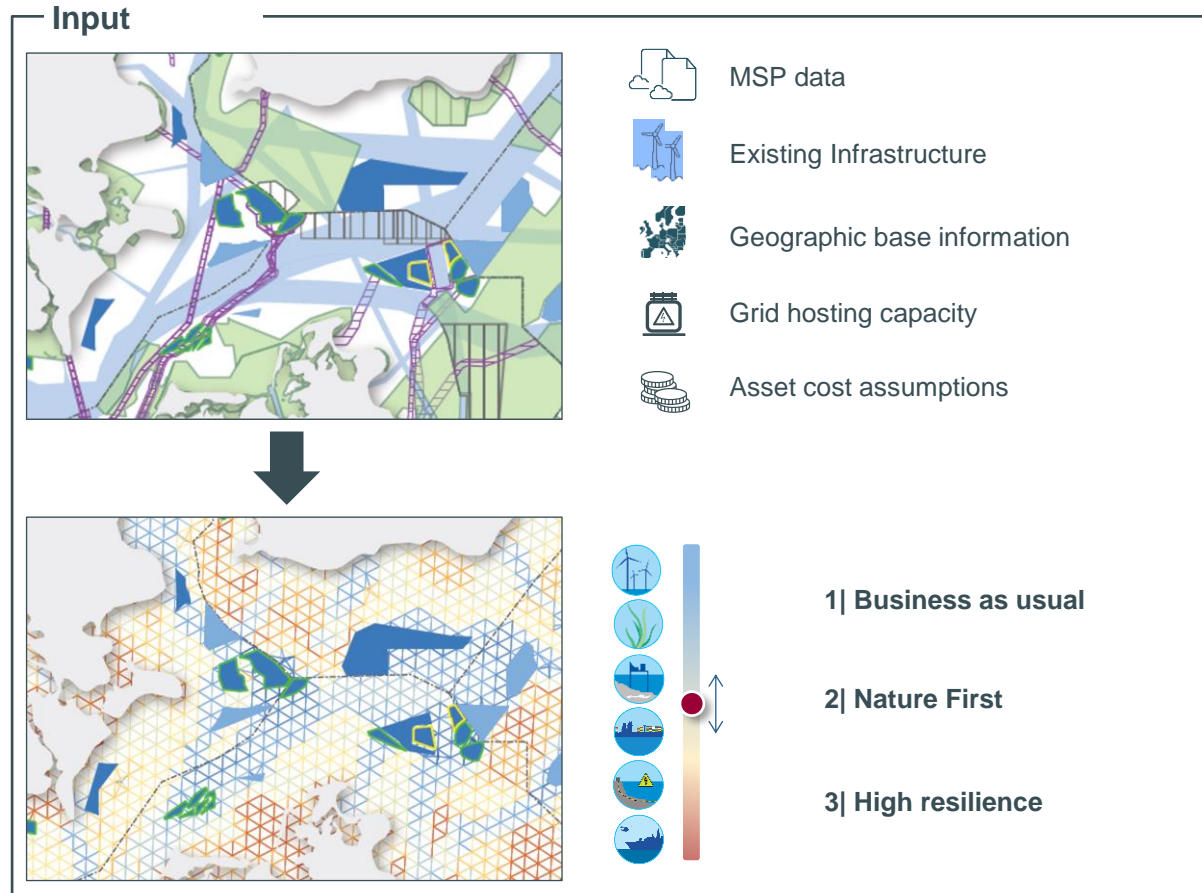 Input
MSP data
Existing Infrastructure
Geographic base information
Grid hosting capacity
Asset cost assumptions
1| Business as usual
2| Nature First
3| High resilience